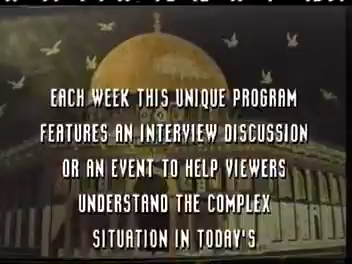 EACH WEEK THIS UNIQUE PROGRAM
FEATURES AN INTERVIEW DISCUSSION
OR AN EVENT TO HELP VIEWERS
UNDERSTAND THE COMPLEX
SITUATION IN TODAY'S